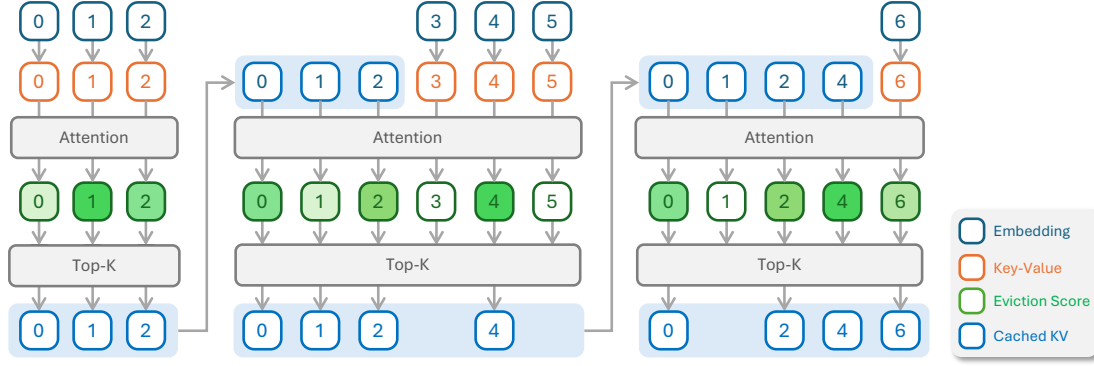 0 1 2
3 4 5
6
0 1 2
0 1 2 3 4 5
0 1 2 4 6
Attention
Attention
Attention
0 1 2
0 1 2 3 4 5
0 1 2 4 6
Top-K
Top-K
Top-K
0 1 2
0 1 2 4
0 2 4 6
Embedding
Key-Value
Eviction Score
Cached KV